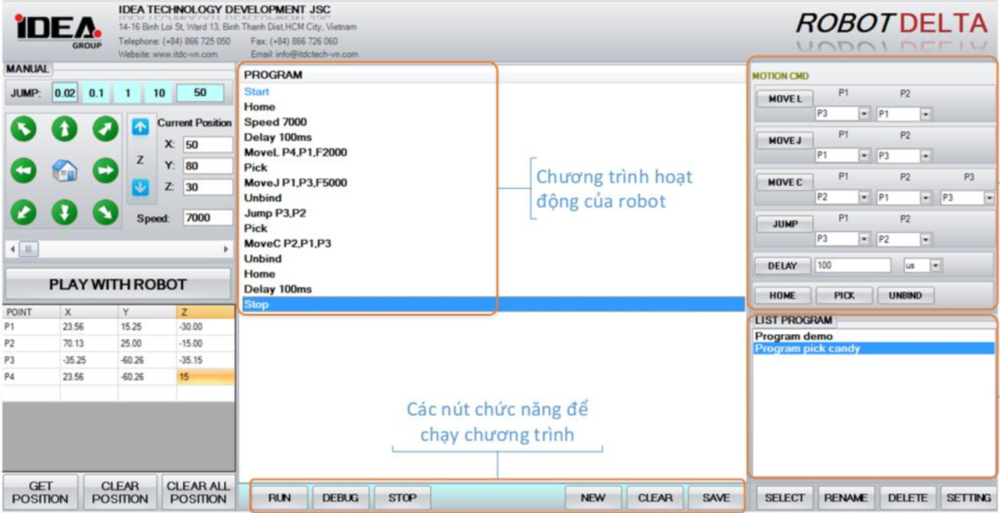 iDEA.
GROUP
IDEA TECHNOLOGY DEVELOPMENT JSC
14-16 Binh Loi St, Ward 13, Binh Thanh Dist,HCM City, Vietnam
Telephone: (+84) 866 725 050 Fax: (+84) 866 726 060
Website: www.itdc-vn.com Email: info@itdctech-vn.com
ROBOT DELTA
MANUAL
JUMP: 0.02 0.1 1 10 50
Current Position
X: 50
Z
Y: 80
Z: 30
Speed: 7000
PLAY WITH ROBOT
POINT X Y Z
P1 23.56 15.25 -30.00
P2 70.13 25.00 -15.00
P3 -35.25 -60.26 -35.15
P4 23.56 -60.26 15
GET POSITION
CLEAR POSITION
CLEAR ALL POSITION
PROGRAM
Start
Home
Speed 7000
Delay 100ms
MoveL P4,P1,F2000
Pick
MoveJ P1,P3,F5000
Unbind
Jump P3,P2
Pick
MoveC P2,P1,P3
Unbind
Home
Delay 100ms
Stop
Chương trình hoạt
động của robot
Các nút chức năng để
chạy chương trình
RUN DEBUG STOP NEW CLEAR SAVE
MOTION CMD
P1 P2
MOVE L P3 P1
P1 P2
MOVE J P1 P3
P1 P2 P3
MOVE C P2 P1 P3
P1 P2
JUMP P3 P2
DELAY 100 us
HOME PICK UNBIND
LIST PROGRAM
Program demo
Program pick candy
SELECT RENAME DELETE SETTING